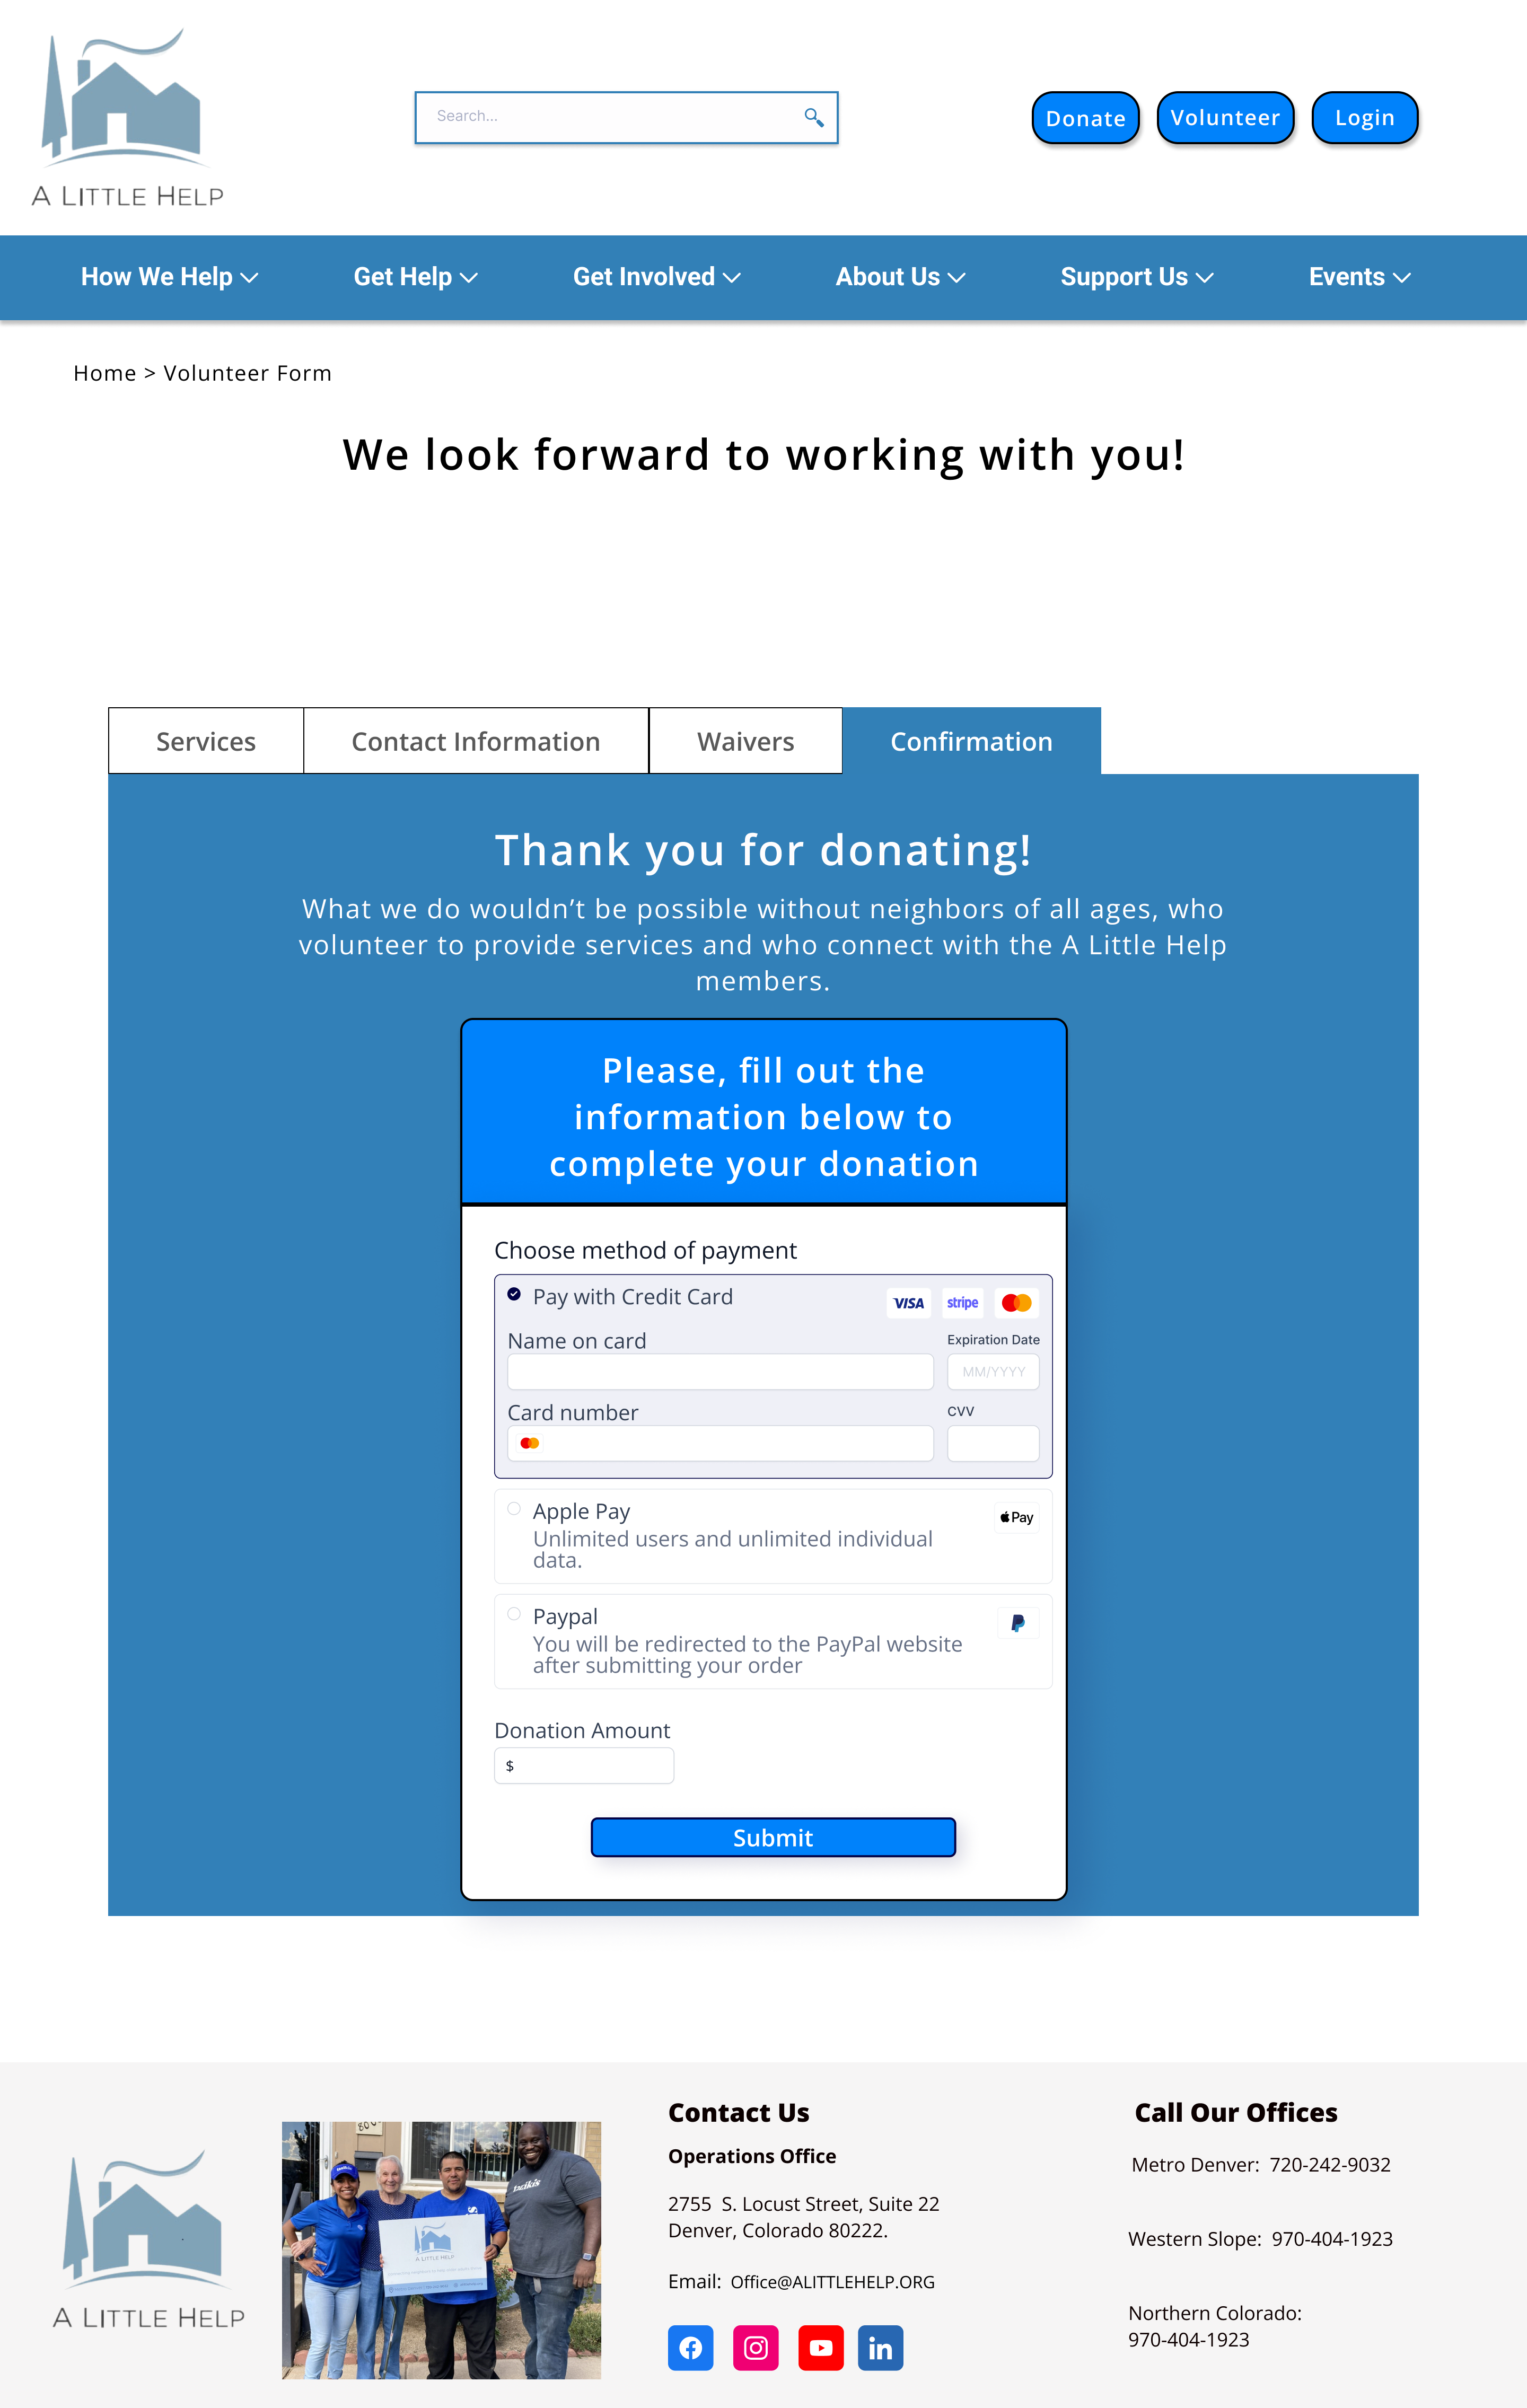 A LITTLE HELP
Search...
Donate
Volunteer
Login
How We Help
Get Help
Get Involved
About Us
Support Us
Events
Home > Volunteer Form
We look forward to working with you!
Services
Contact Information
Waivers
Confirmation
Thank you for donating!
What we do wouldn’t be possible without neighbors of all ages, who
volunteer to provide services and who connect with the A Little Help
members.
Please, fill out the
information below to
complete your donation
Choose method of payment
Pay with Credit Card
VISA
stripe
Name on card
Expiration Date
MM/YYYY
Card number
CVV
Apple Pay
Pay
Unlimited users and unlimited individual
data.
Paypal
You will be redirected to the PayPal website
after submitting your order
Donation Amount
$
Submit
A LITTLE HELP
A LITTLE HELP
Contact Us
Operations Office
2755 S. Locust Street, Suite 22
Denver, Colorado 80222.
Email: Office@ALITTLEHELP.ORG
in
Call Our Offices
Metro Denver: 720-242-9032
Western Slope: 970-404-1923
Northern Colorado:
970-404-1923